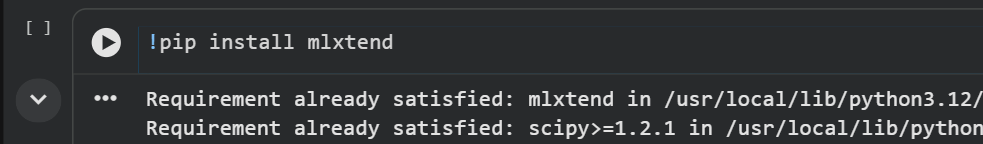 [ ]
!pip install mlxtend
Requirement already satisfied: mlxtend in /usr/local/lib/python3.12/
Requirement already satisfied: scipy>=1.2.1 in /usr/local/lib/python